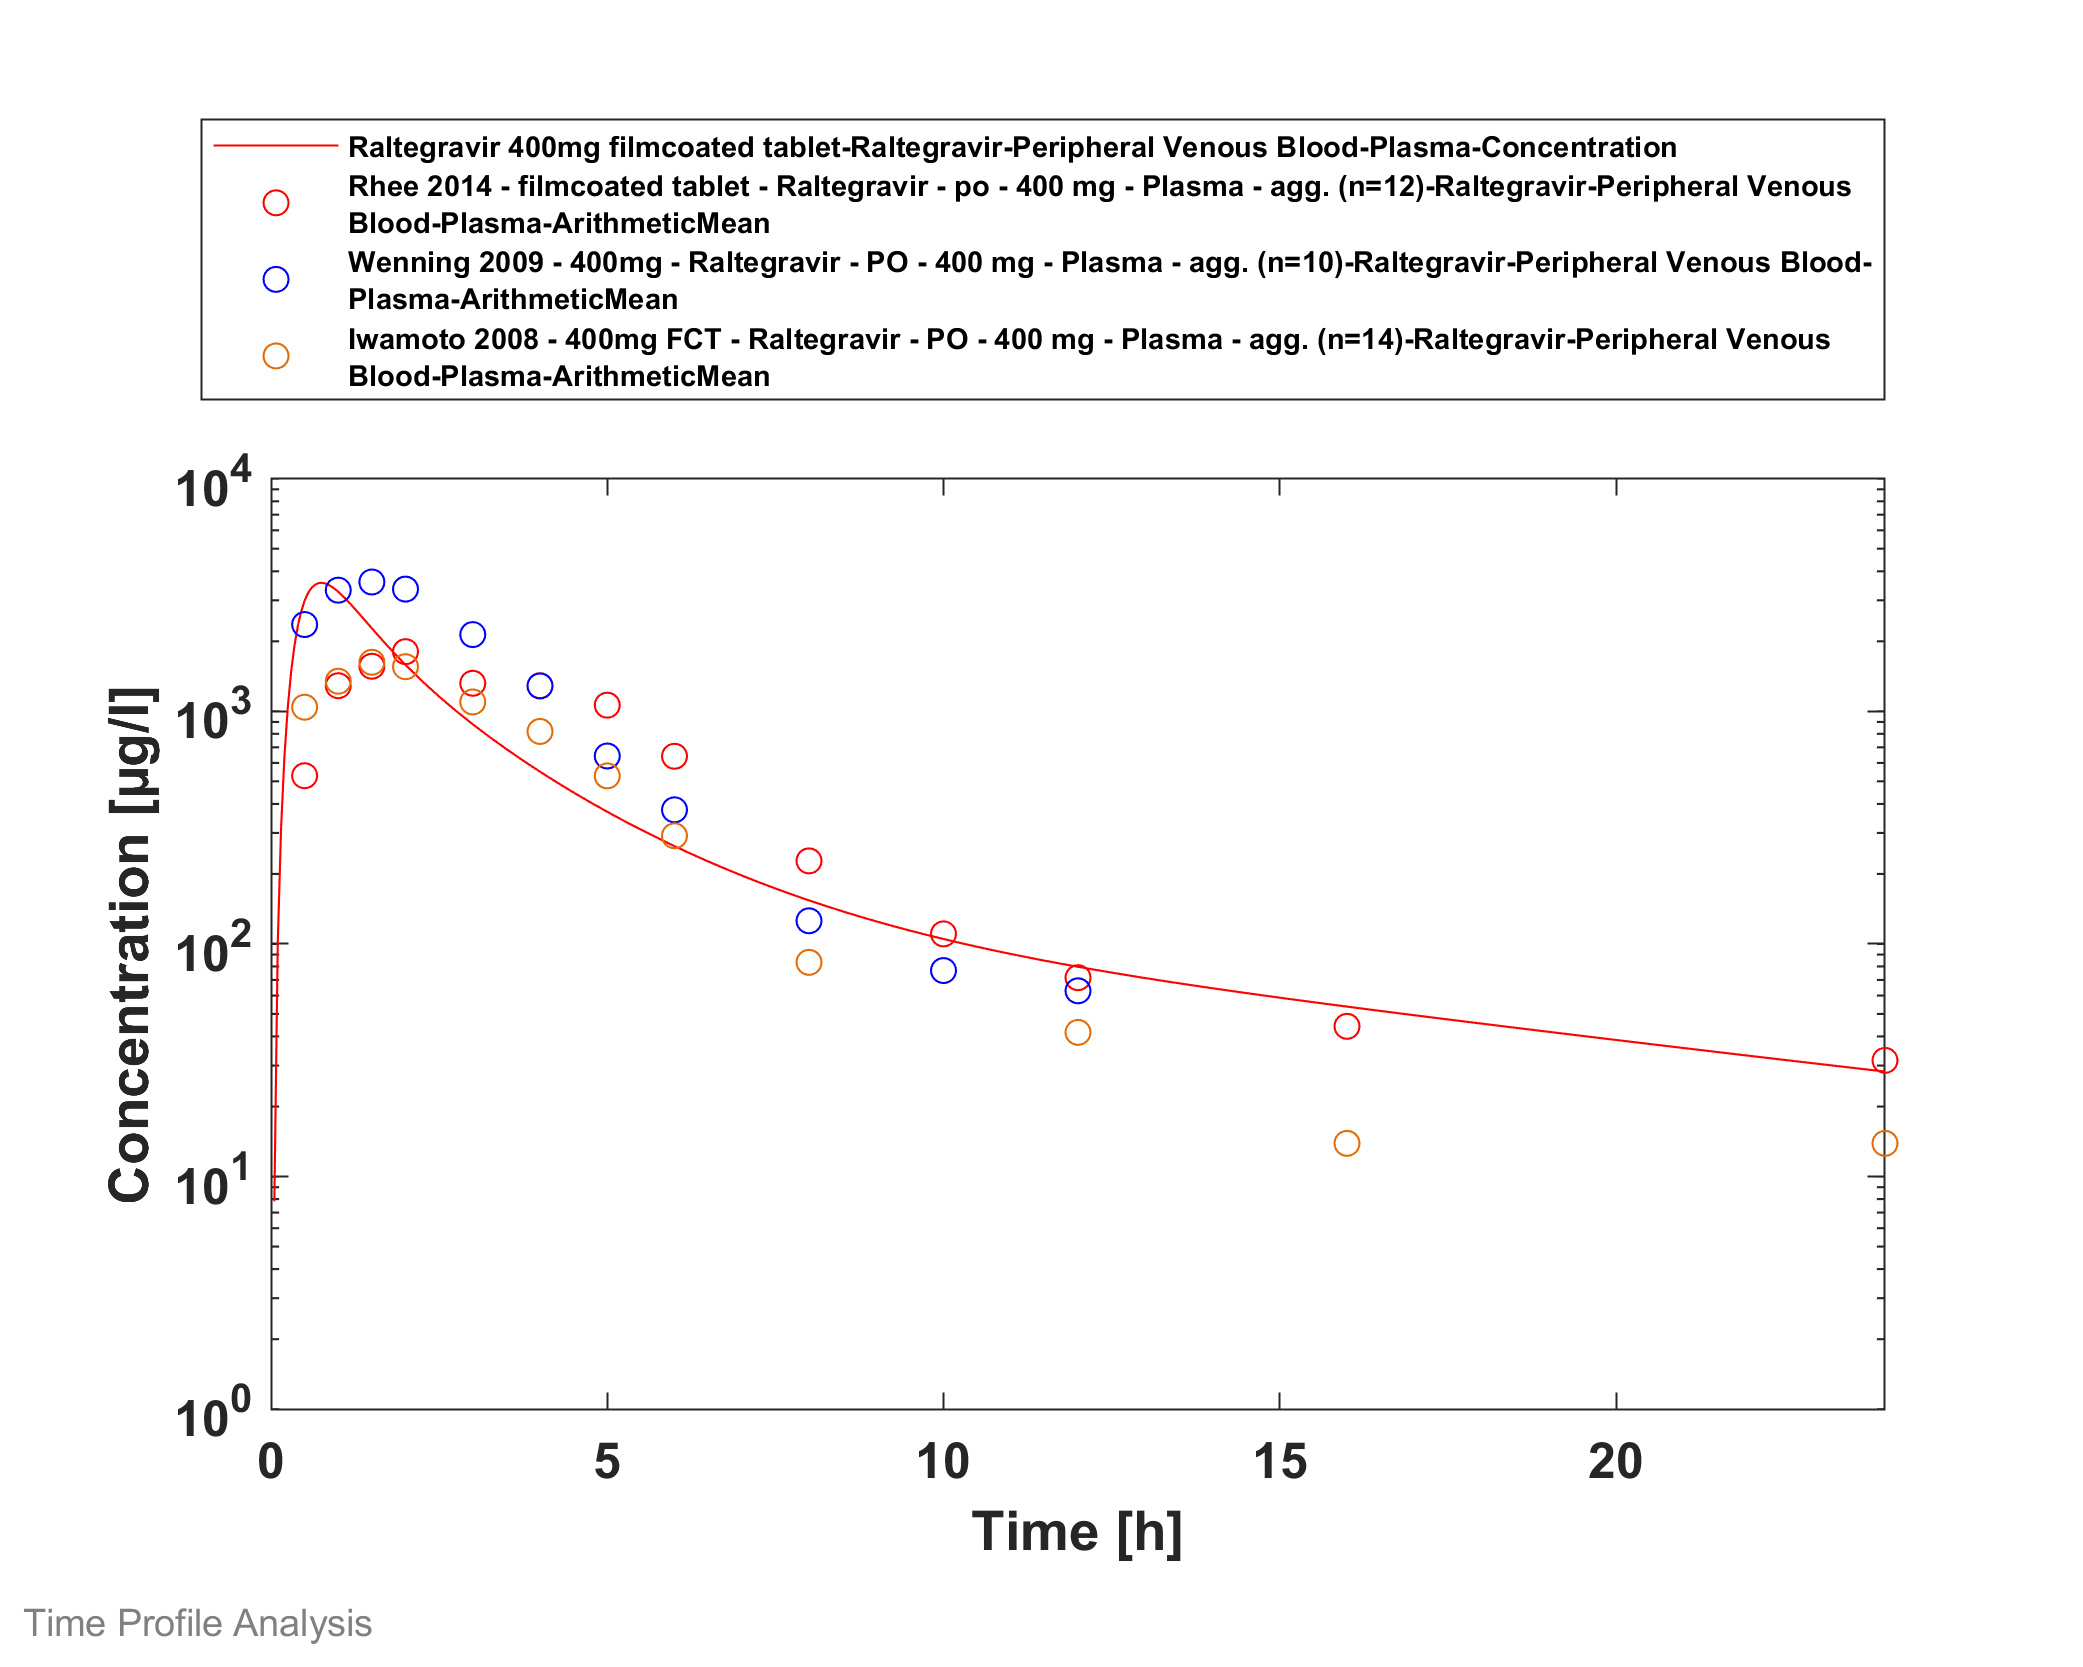 Raltegravir 400mg filmcoated tablet-Raltegravir-Peripheral Venous Blood-Plasma-Concentration
Rhee 2014 - filmcoated tablet - Raltegravir - po - 400 mg - Plasma - agg. (n=12)-Raltegravir-Peripheral Venous
Blood-Plasma-ArithmeticMean
Wenning 2009 - 400mg - Raltegravir - PO - 400 mg - Plasma - agg. (n=10)-Raltegravir-Peripheral Venous Blood-
Plasma-ArithmeticMean
Iwamoto 2008 - 400mg FCT - Raltegravir - PO - 400 mg - Plasma - agg. (n=14)-Raltegravir-Peripheral Venous
Blood-Plasma-ArithmeticMean
10^4
10^3
10^2
10^1
10^0
Concentration [µg/l]
0 5 10 15 20
Time [h]
Time Profile Analysis